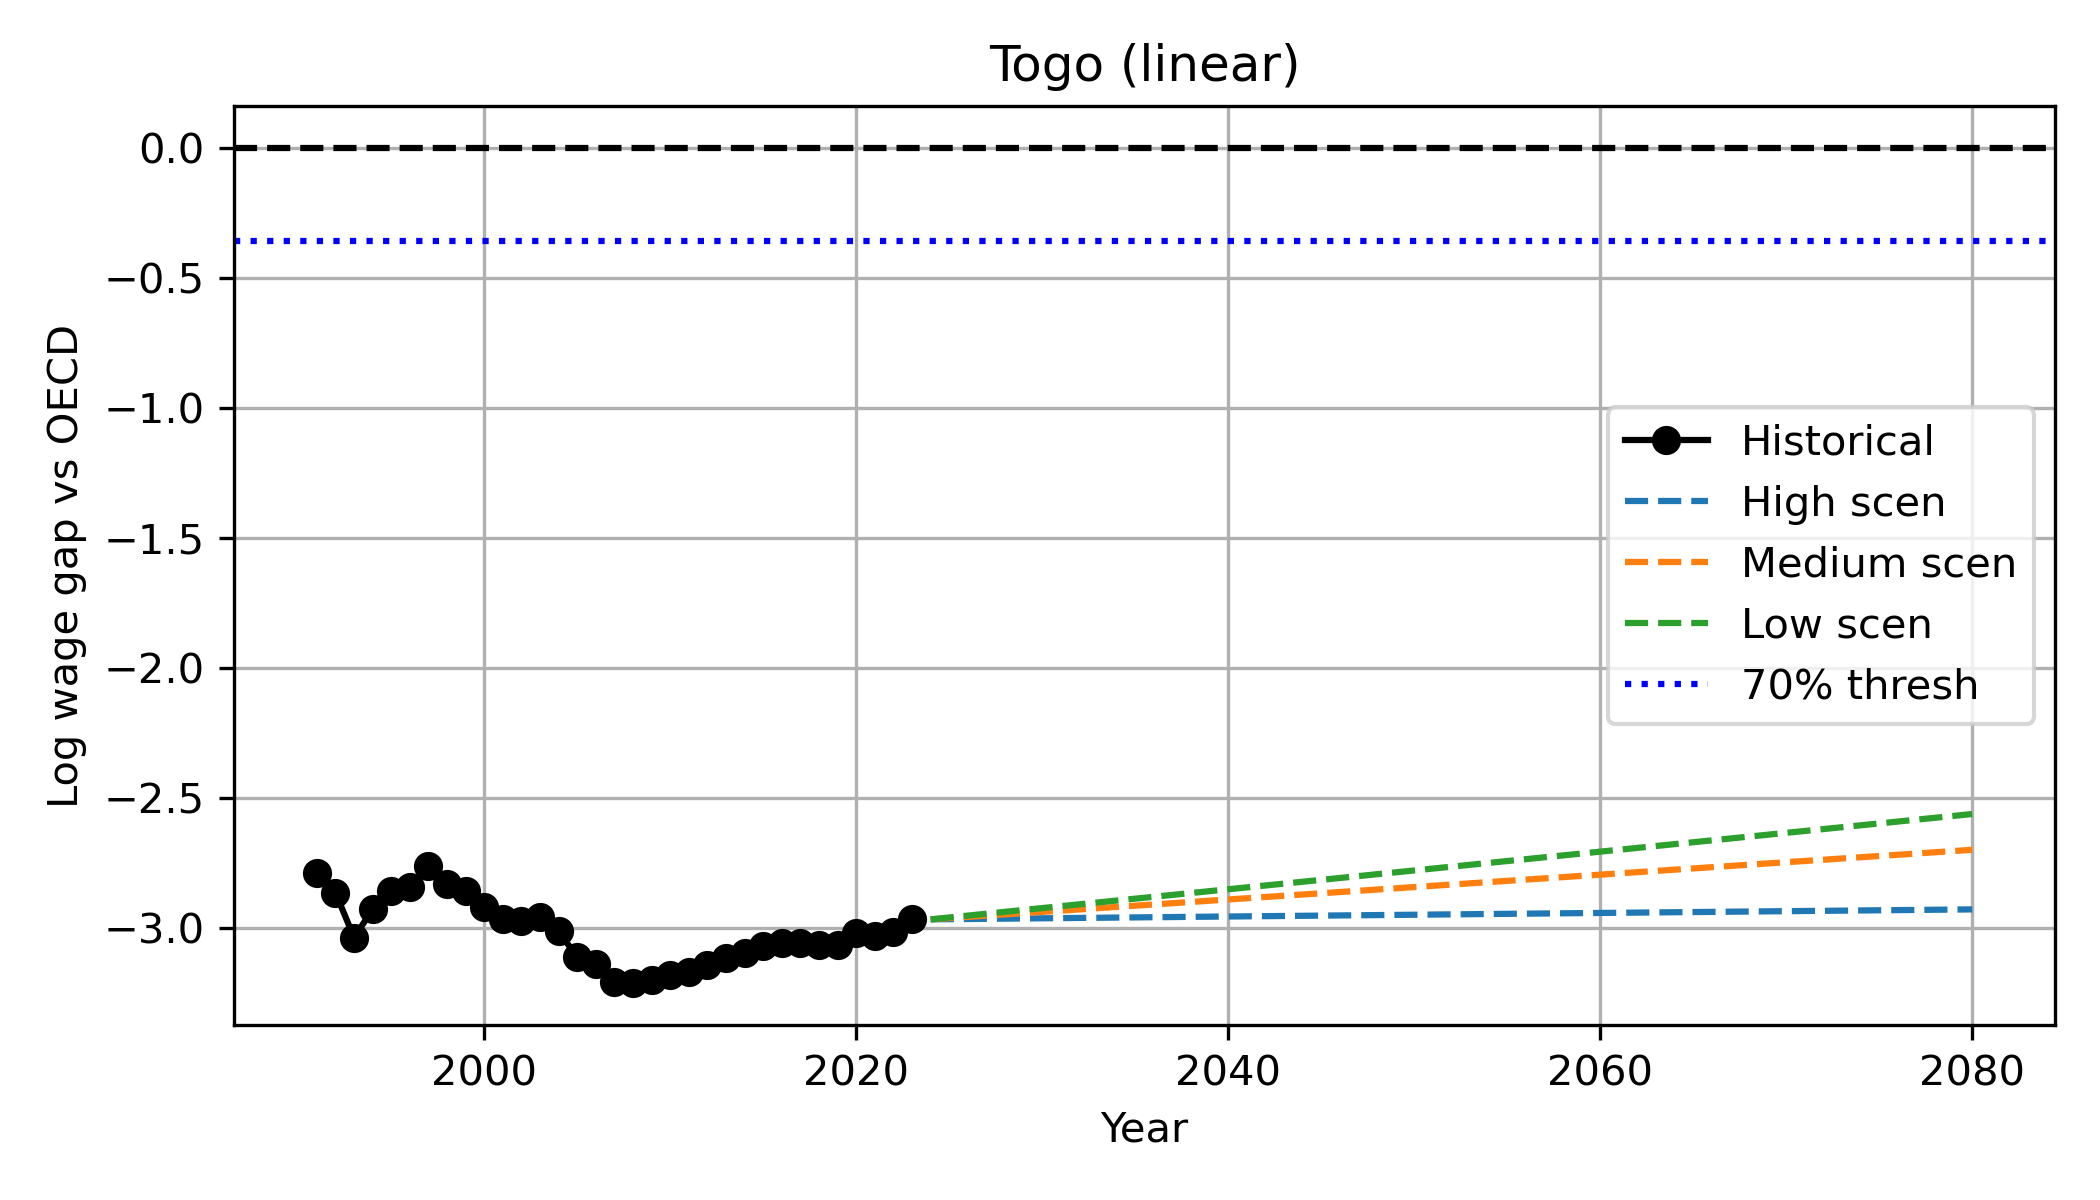 Togo (linear)
Log wage gap vs OECD
0.0
−0.5
−1.0
−1.5
−2.0
−2.5
−3.0
Historical
High scen
Medium scen
Low scen
70% thresh
2000 2020 2040 2060 2080
Year